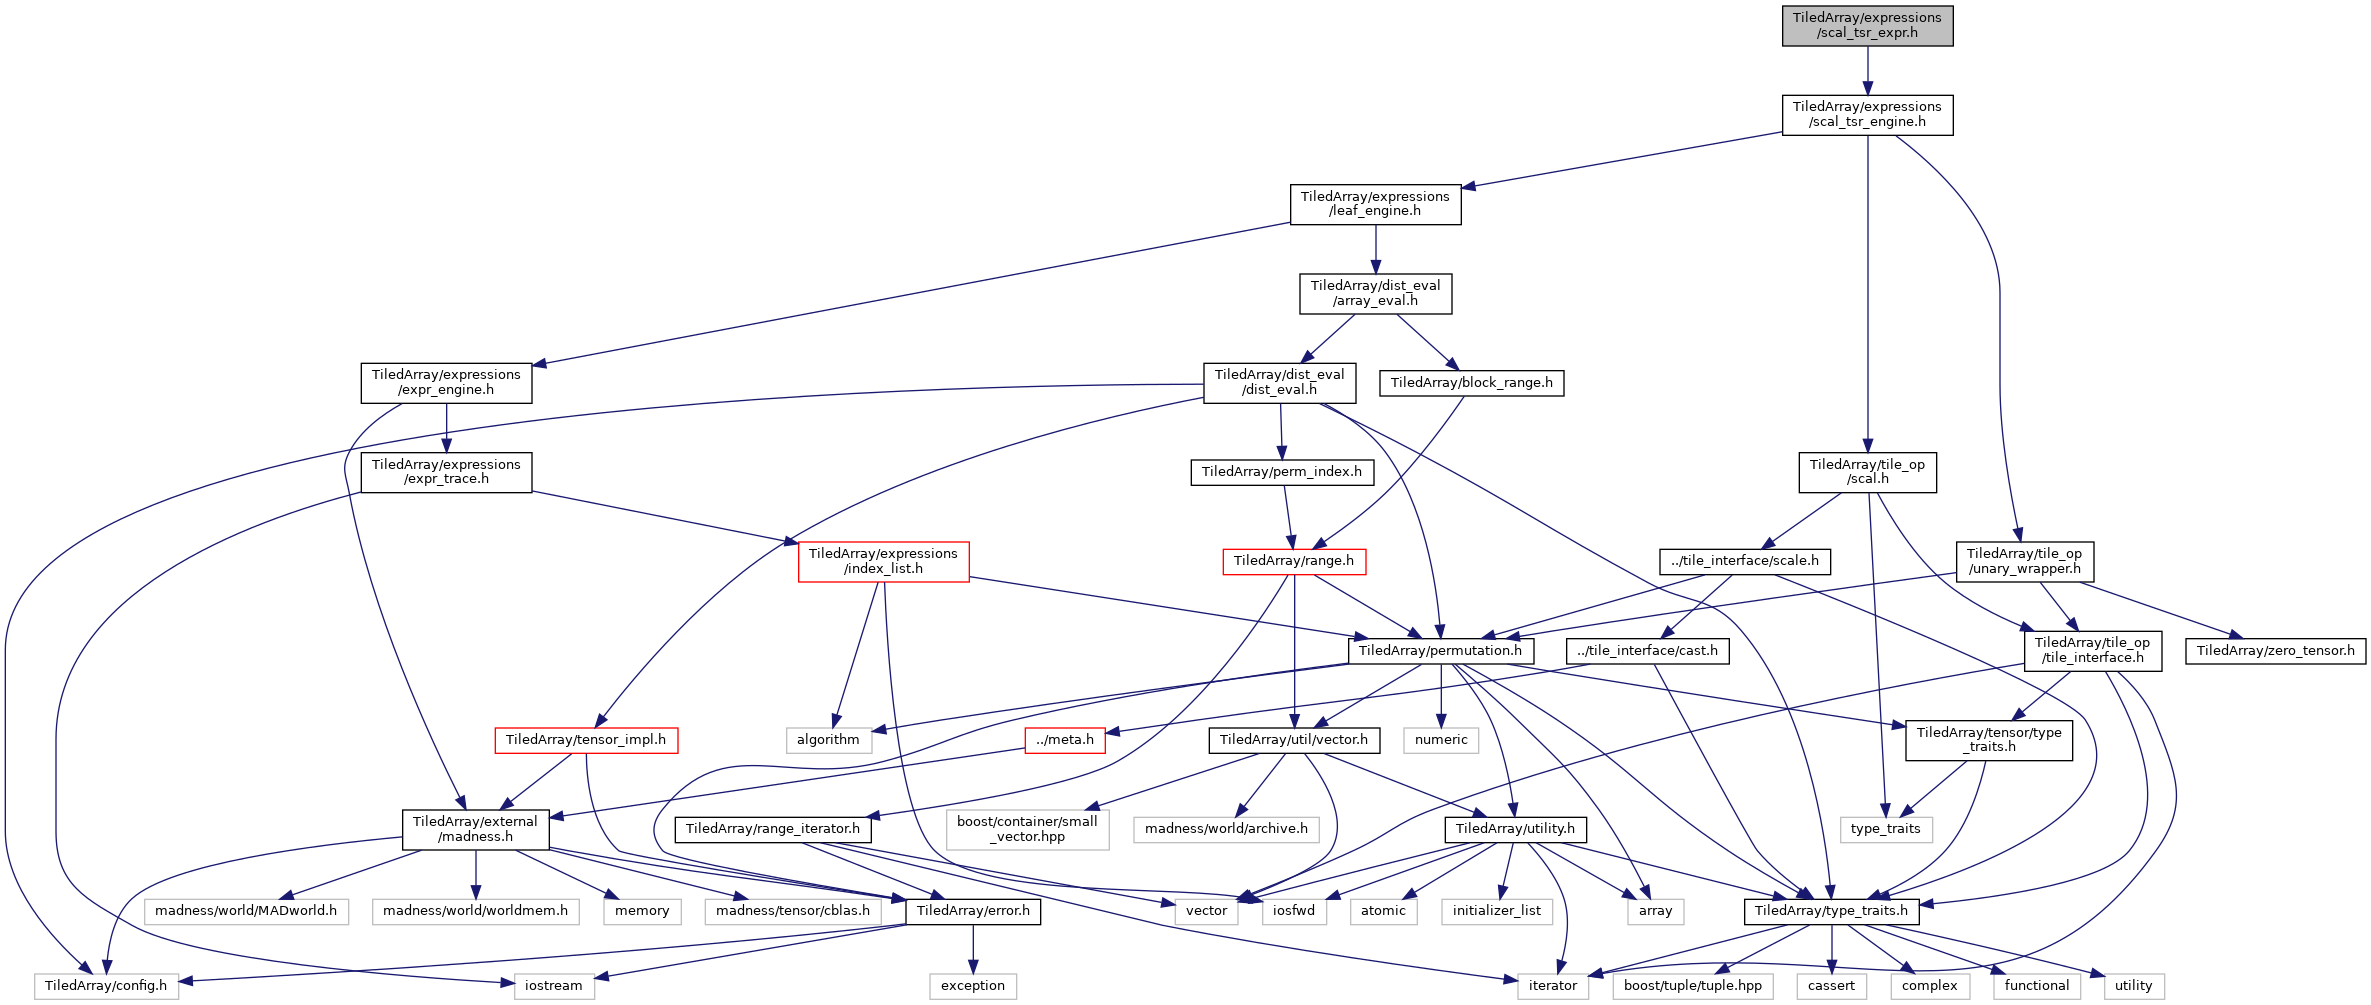 TiledArray/expressions
/scal_tsr_expr.h
TiledArray/expressions
/scal_tsr_engine.h
TiledArray/expressions
/leaf_engine.h
TiledArray/dist_eval
/array_eval.h
TiledArray/expressions
/expr_engine.h
TiledArray/dist_eval
/dist_eval.h
TiledArray/block_range.h
TiledArray/expressions
/expr_trace.h
TiledArray/perm_index.h
TiledArray/tile_op
/scal.h
TiledArray/expressions
/index_list.h
TiledArray/range.h
../tile_interface/scale.h
TiledArray/tile_op
/unary_wrapper.h
TiledArray/permutation.h
../tile_interface/cast.h
TiledArray/tile_op
/tile_interface.h
TiledArray/zero_tensor.h
TiledArray/tensor_impl.h
algorithm
../meta.h
TiledArray/util/vector.h
numeric
TiledArray/tensor/type
_traits.h
TiledArray/external
/madness.h
TiledArray/range_iterator.h
boost/container/small
_vector.hpp
madness/world/archive.h
TiledArray/utility.h
type_traits
madness/world/MADworld.h
madness/world/worldmem.h
memory
madness/tensor/cblas.h
TiledArray/error.h
vector
iosfwd
atomic
initializer_list
array
TiledArray/type_traits.h
TiledArray/config.h
iostream
exception
iterator
boost/tuple/tuple.hpp
cassert
complex
functional
utility